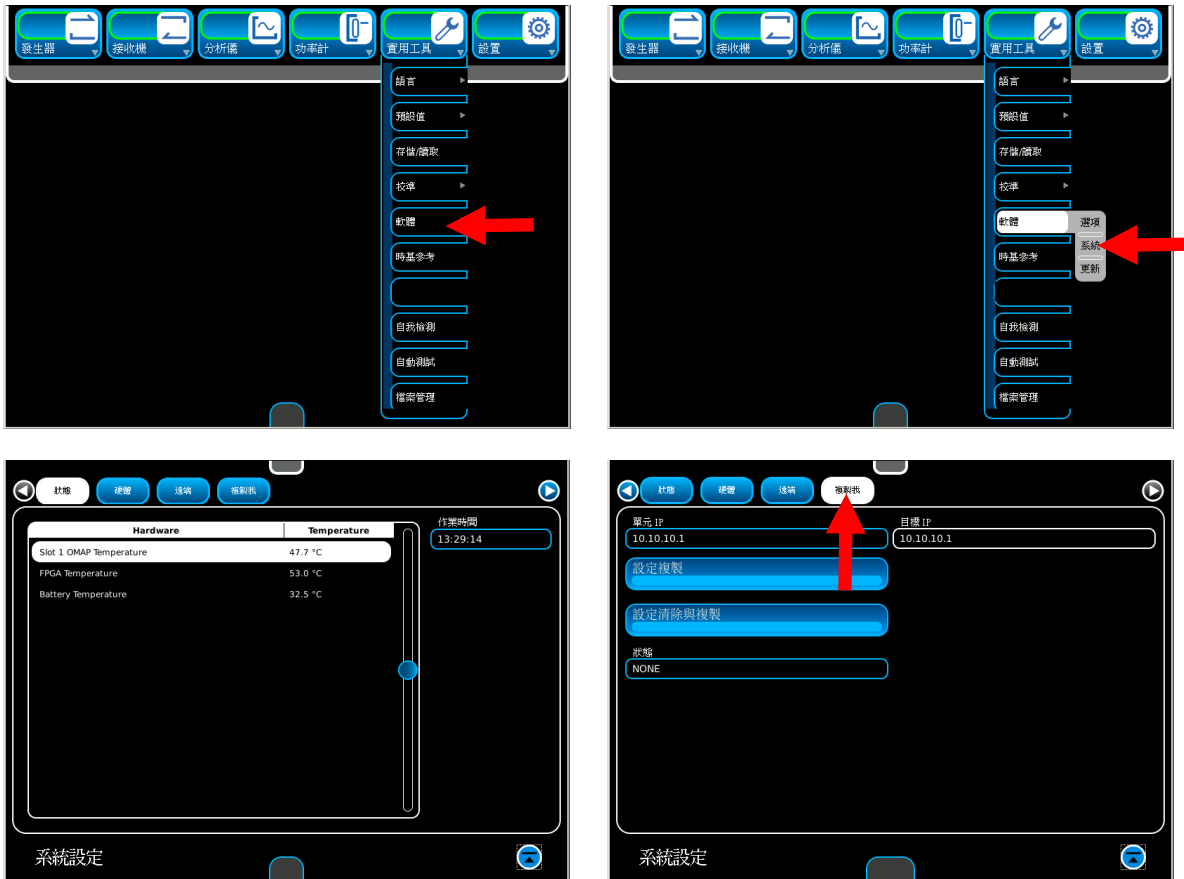 發生器 接收機 分析儀 功率計 實用工具 設置
語言
預設值
存儲/讀取
校準
軟體
時基參考
自我檢測
自動測試
檔案管理
發生器 接收機 分析儀 功率計 實用工具 設置
語言
預設值
存儲/讀取
校準
軟體 選項
系統
時基參考
更新
自我檢測
自動測試
檔案管理
狀態 硬體 遠端 複製我
Hardware Temperature
Slot 1 OMAP Temperature 47.7 °C
FPGA Temperature 53.0 °C
Battery Temperature 32.5 °C
作業時間
13:29:14
系統設定
狀態 硬體 遠端 複製我
單元 IP
10.10.10.1
目標 IP
10.10.10.1
設定複製
設定清除與複製
狀態
NONE
系統設定